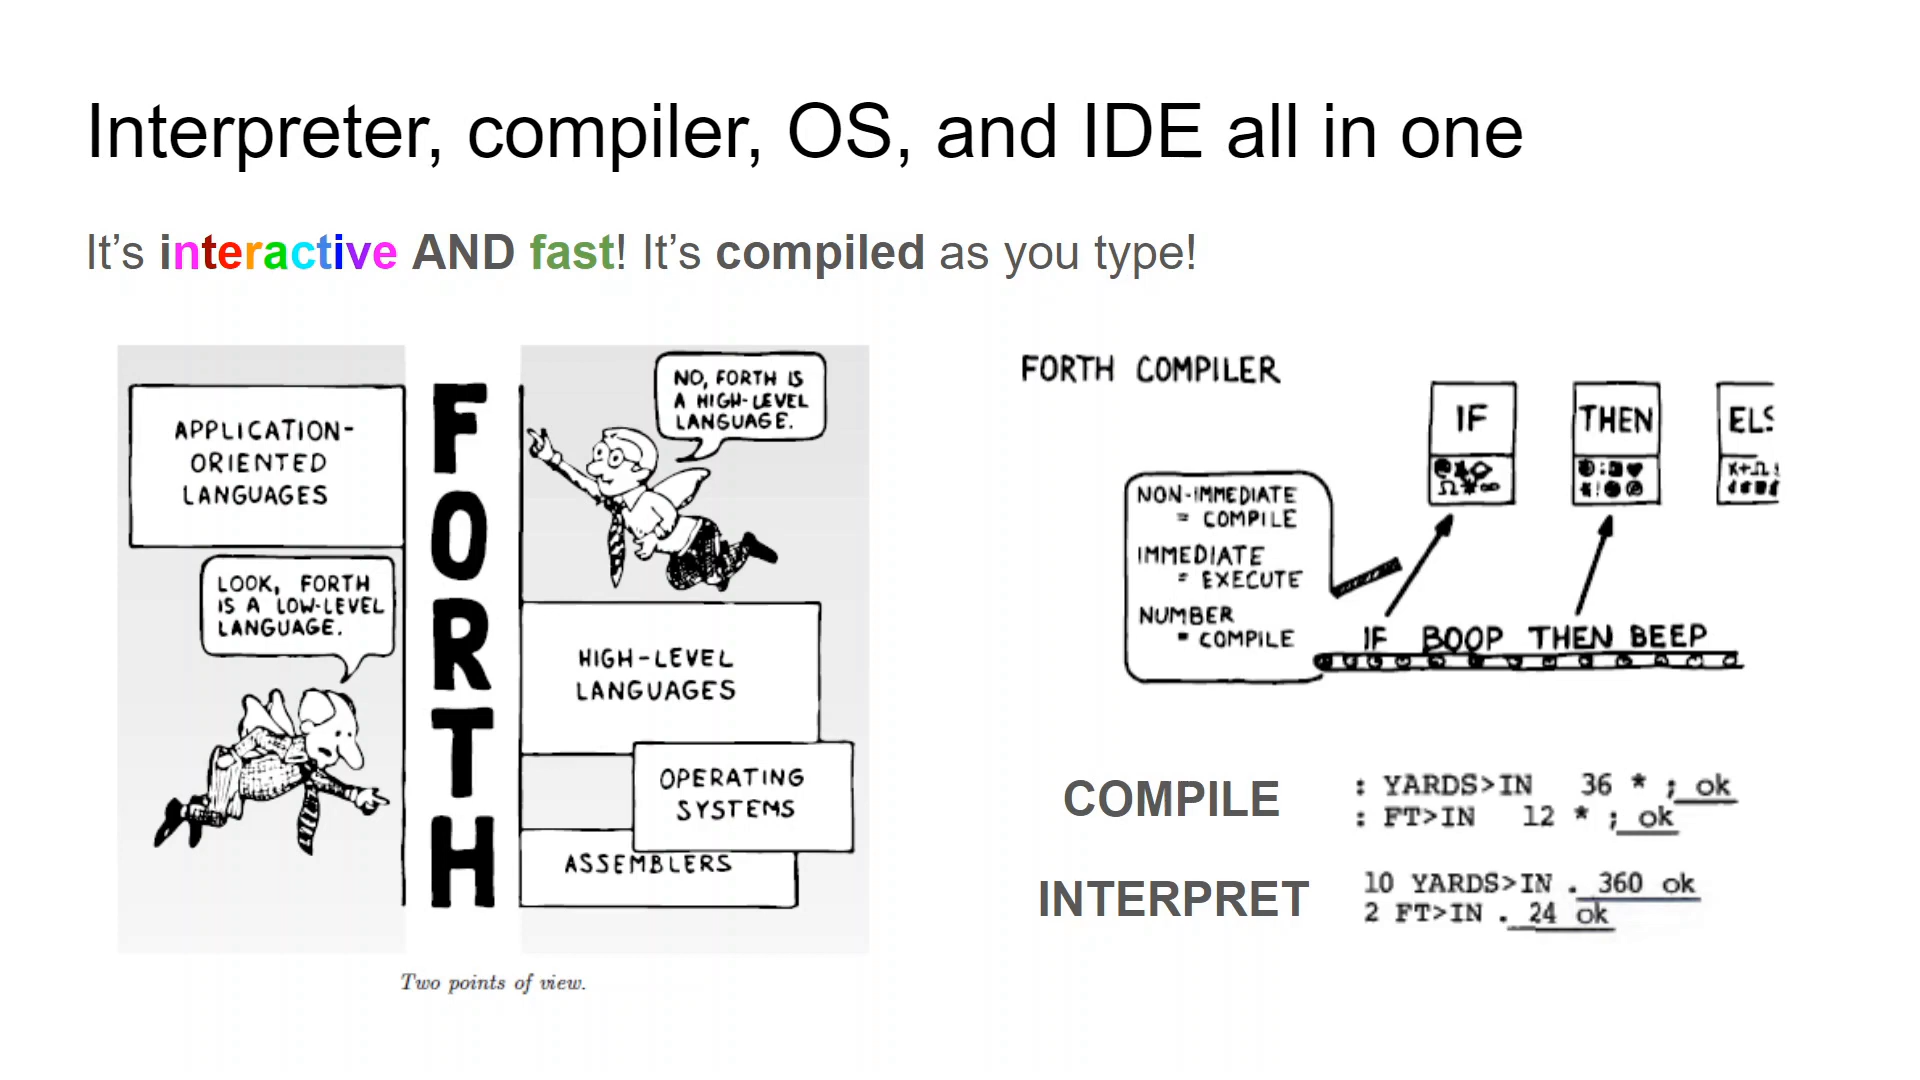 Interpreter, compiler, OS, and IDE all in one
It’s interactive AND fast! It’s compiled as you type!
APPLICATION-
ORIENTED
LANGUAGES
LOOK, FORTH
IS A LOW-LEVEL
LANGUAGE.
FORTH
NO, FORTH IS
A HIGH-LEVEL
LANGUAGE.
HIGH-LEVEL
LANGUAGES
OPERATING
SYSTEMS
ASSEMBLERS
Two points of view.
FORTH COMPILER
IF
THEN
ELS
NON-IMMEDIATE
= COMPILE
IMMEDIATE
= EXECUTE
NUMBER
= COMPILE
IF BOOP THEN BEEP
COMPILE
: YARDS>IN 36 * ; ok
: FT>IN 12 * ; ok
INTERPRET
10 YARDS>IN . 360 ok
2 FT>IN . 24 ok